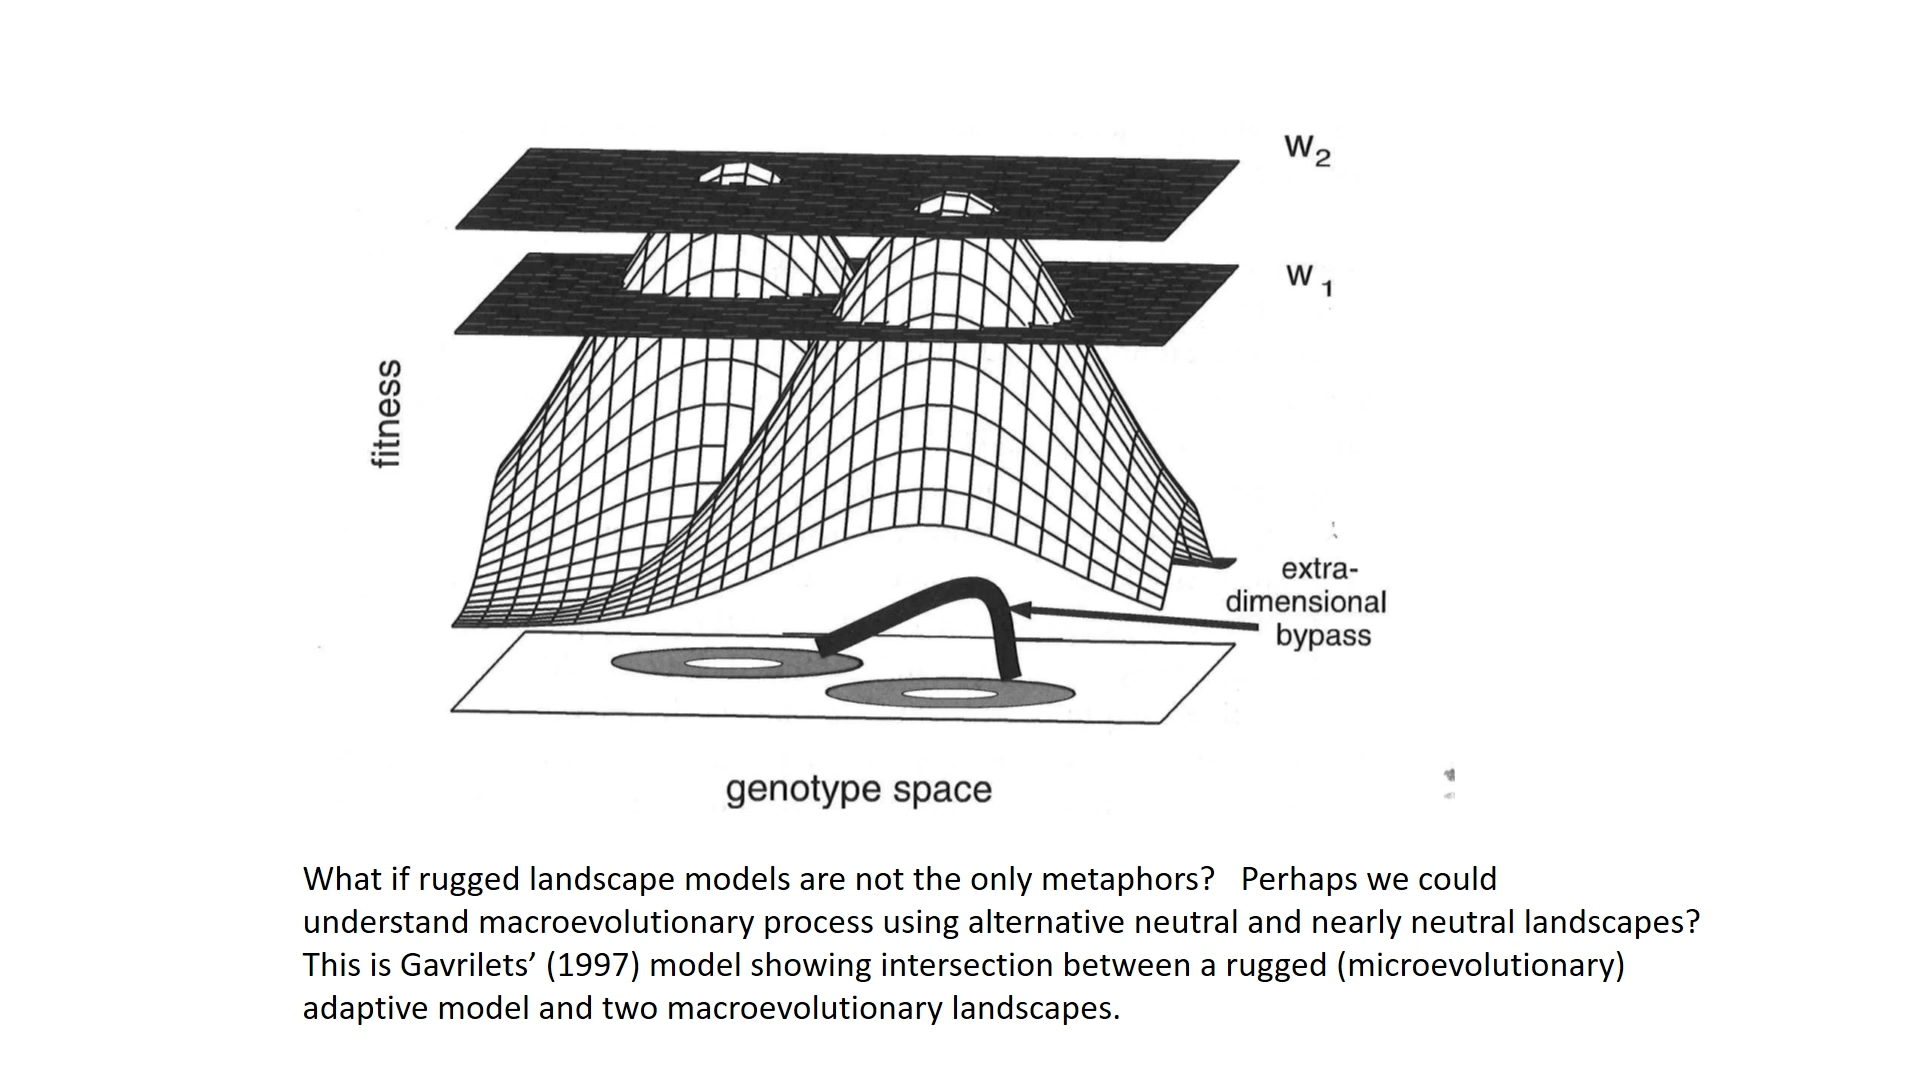 W2
W1
fitness
extra-
dimensional
bypass
genotype space
What if rugged landscape models are not the only metaphors?   Perhaps we could
understand macroevolutionary process using alternative neutral and nearly neutral landscapes?
This is Gavrilets’ (1997) model showing intersection between a rugged (microevolutionary)
adaptive model and two macroevolutionary landscapes.